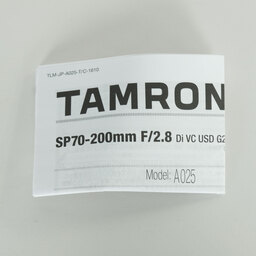 TLM-JP-A025-T/C-1610
TAMRON
SP70-200mm F/2.8 Di VC USD G2
Model: A025